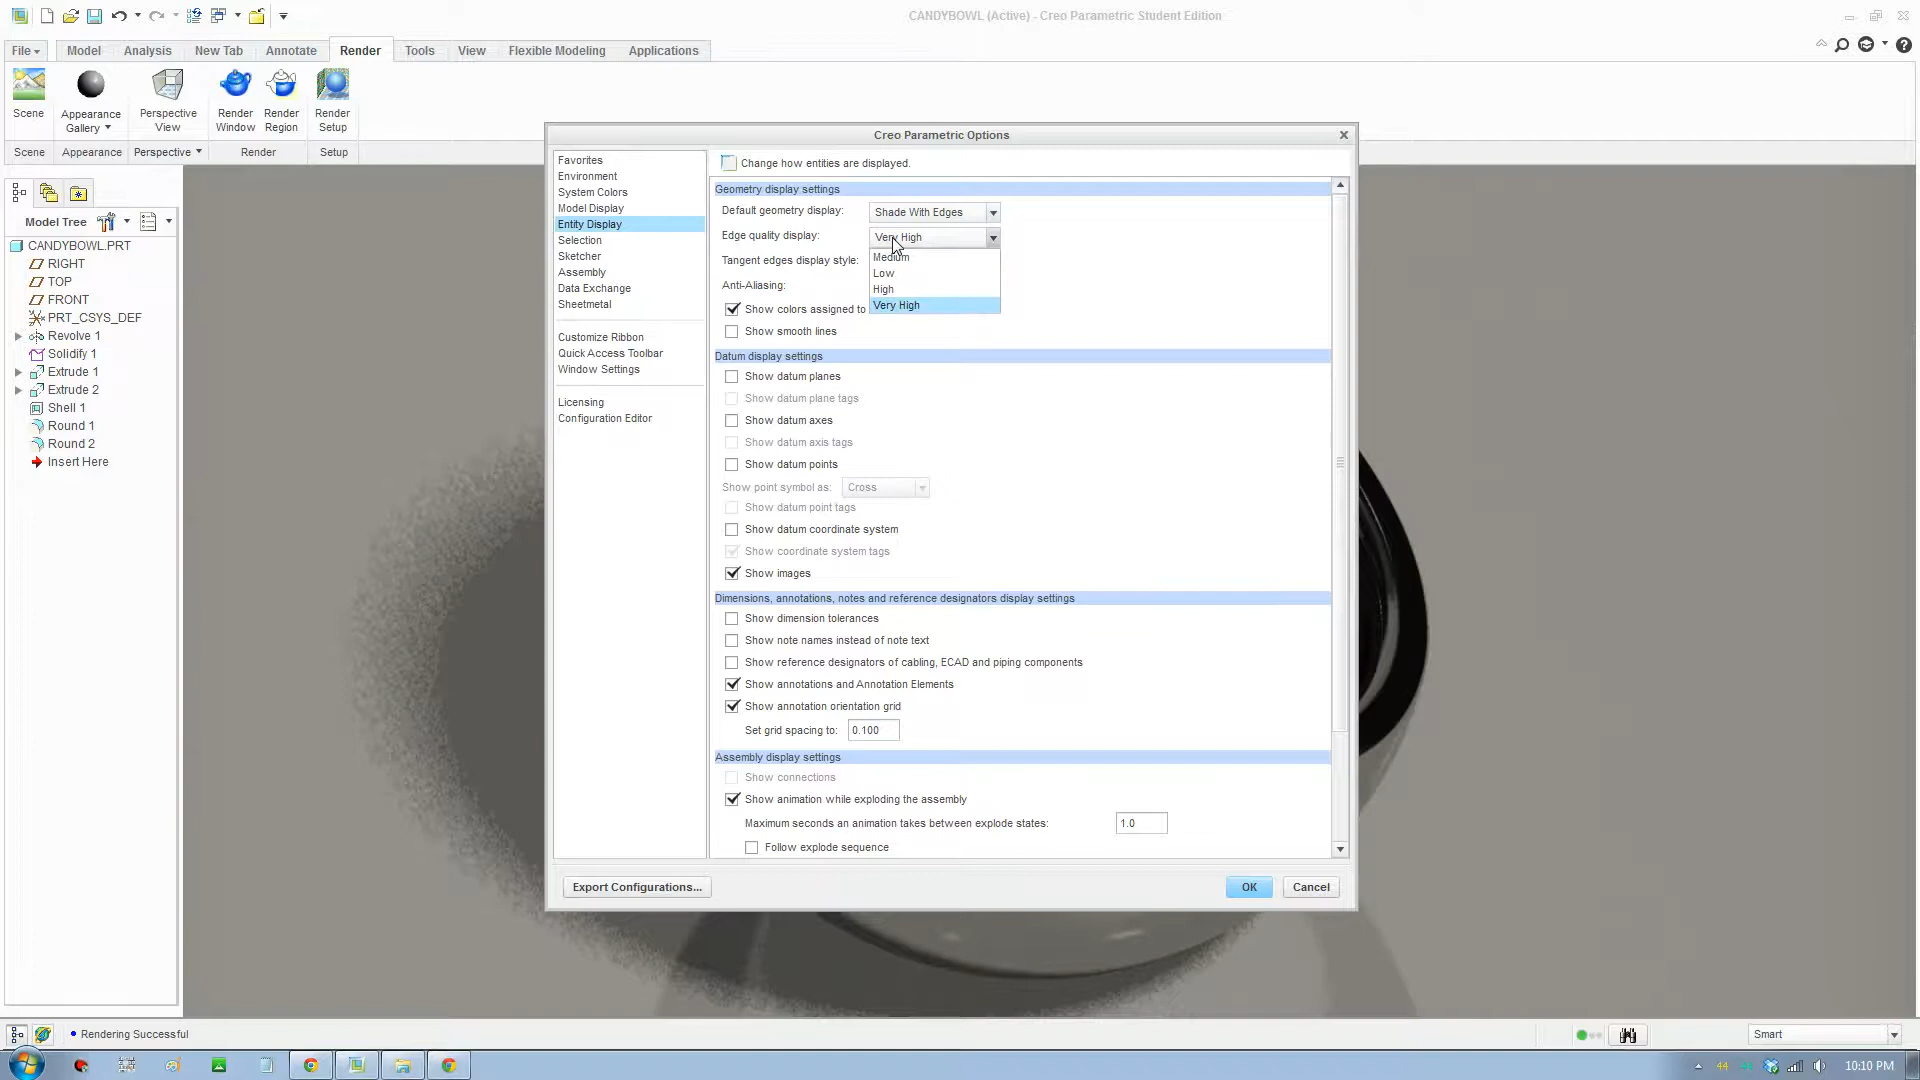 CANDYBOWL (Active) - Creo Parametric Student Edition
File Model Analysis New Tab Annotate Render Tools View Flexible Modeling Applications
Scene Appearance Gallery Perspective View Render Window Render Region Render Setup
Scene Appearance Perspective Render Setup
Creo Parametric Options
Model Tree
CANDYBOWL.PRT
RIGHT
TOP
FRONT
PRT_CSYS_DEF
Revolve 1
Solidify 1
Extrude 1
Extrude 2
Shell 1
Round 1
Round 2
Insert Here
Favorites
Environment
System Colors
Model Display
Entity Display
Selection
Sketcher
Assembly
Data Exchange
Sheetmetal
Customize Ribbon
Quick Access Toolbar
Window Settings
Licensing
Configuration Editor
Change how entities are displayed.
Geometry display settings
Default geometry display: Shade With Edges
Edge quality display: Very High
Medium
Low
High
Very High
Tangent edges display style:
Anti-Aliasing:
Show colors assigned to
Show smooth lines
Datum display settings
Show datum planes
Show datum plane tags
Show datum axes
Show datum axis tags
Show datum points
Show point symbol as: Cross
Show datum point tags
Show datum coordinate system
Show coordinate system tags
Show images
Dimensions, annotations, notes and reference designators display settings
Show dimension tolerances
Show note names instead of note text
Show reference designators of cabling, ECAD and piping components
Show annotations and Annotation Elements
Show annotation orientation grid
Set grid spacing to: 0.100
Assembly display settings
Show connections
Show animation while exploding the assembly
Maximum seconds an animation takes between explode states: 1.0
Follow explode sequence
Export Configurations... OK Cancel
Rendering Successful
Smart
44
10:10 PM